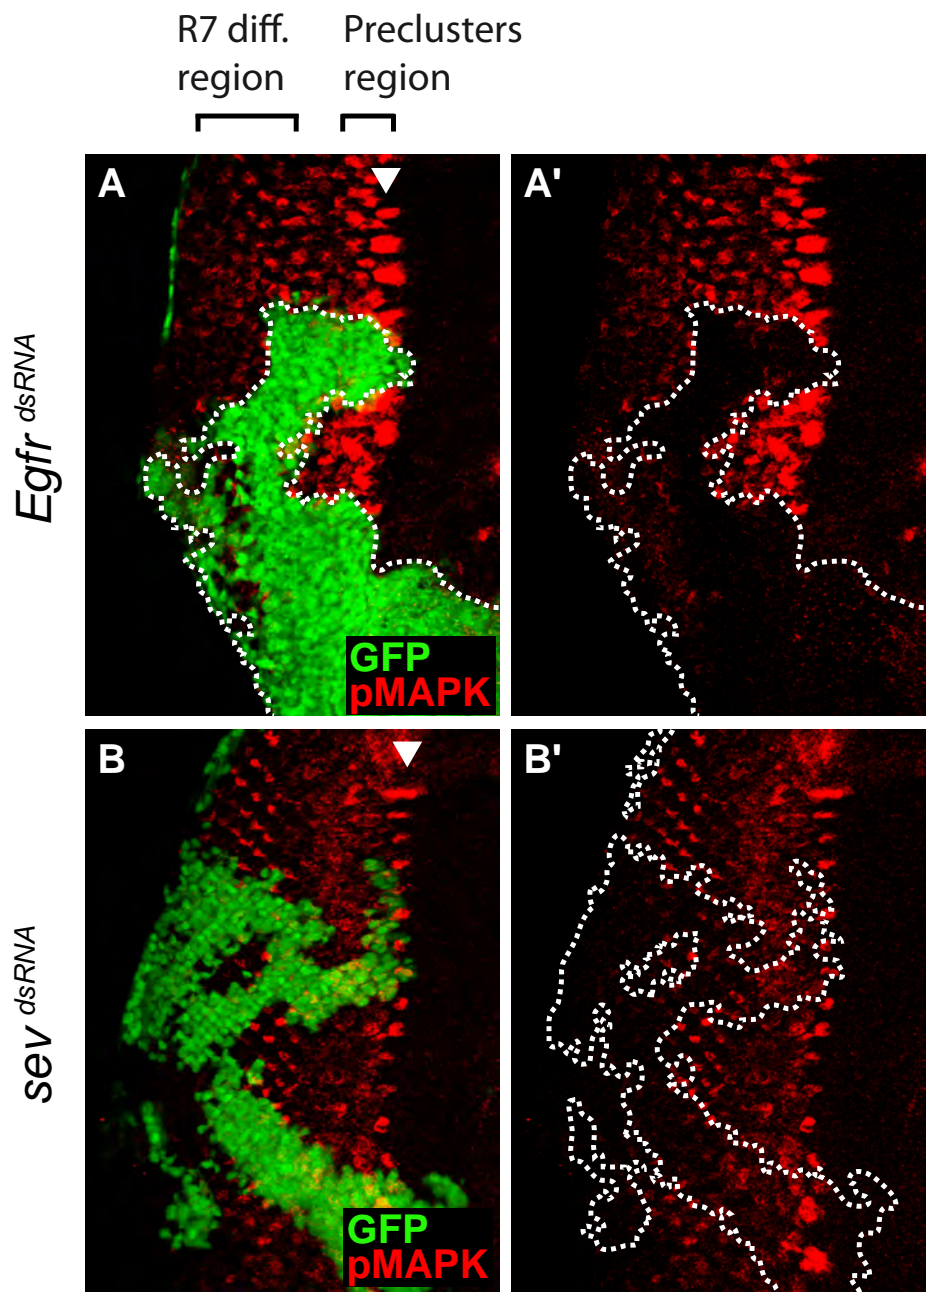 R7 diff. region
Preclusters region
A
A'
Egfr dsRNA
GFP
pMAPK
B
B'
sev dsRNA
GFP
pMAPK